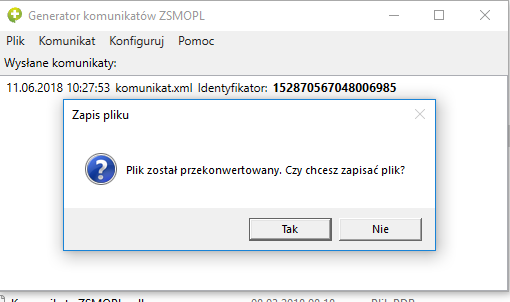 Generator komunikatów ZSMOPL
Plik Komunikat Konfiguruj Pomoc
Wysłane komunikaty:
11.06.2018 10:27:53 komunikat.xml Identyfikator: 152870567048006985
Zapis pliku
Plik został przekonwertowany. Czy chcesz zapisać plik?
Tak Nie